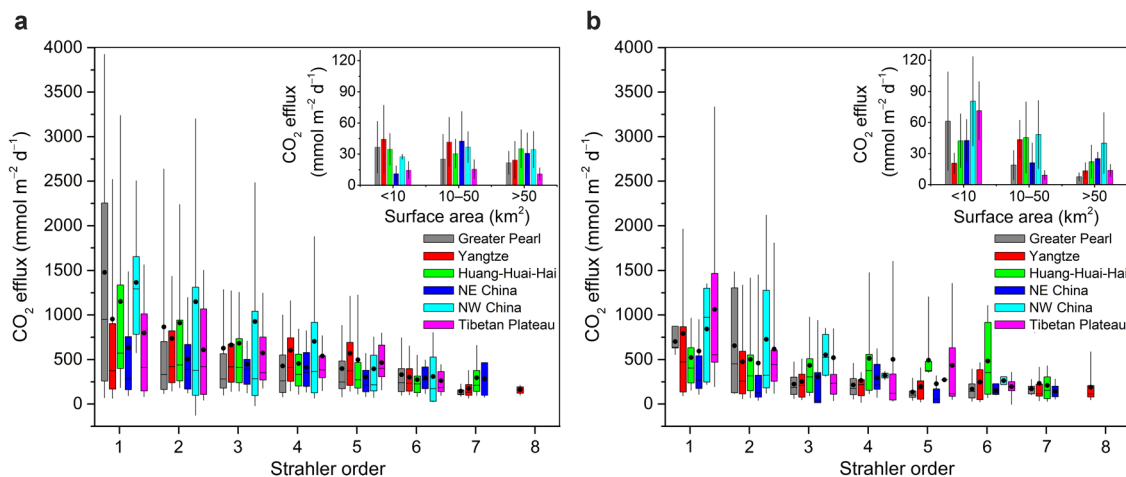 a
CO₂ efflux (mmol m⁻² d⁻¹)
4000
3500
3000
2500
2000
1500
1000
500
0
1 2 3 4 5 6 7 8
Strahler order
CO₂ efflux
(mmol m⁻² d⁻¹)
120
90
60
30
0
<10 10–50 >50
Surface area (km²)
Greater Pearl
Yangtze
Huang-Huai-Hai
NE China
NW China
Tibetan Plateau
b
CO₂ efflux (mmol m⁻² d⁻¹)
4000
3500
3000
2500
2000
1500
1000
500
0
1 2 3 4 5 6 7 8
Strahler order
CO₂ efflux
(mmol m⁻² d⁻¹)
120
90
60
30
0
<10 10–50 >50
Surface area (km²)
Greater Pearl
Yangtze
Huang-Huai-Hai
NE China
NW China
Tibetan Plateau